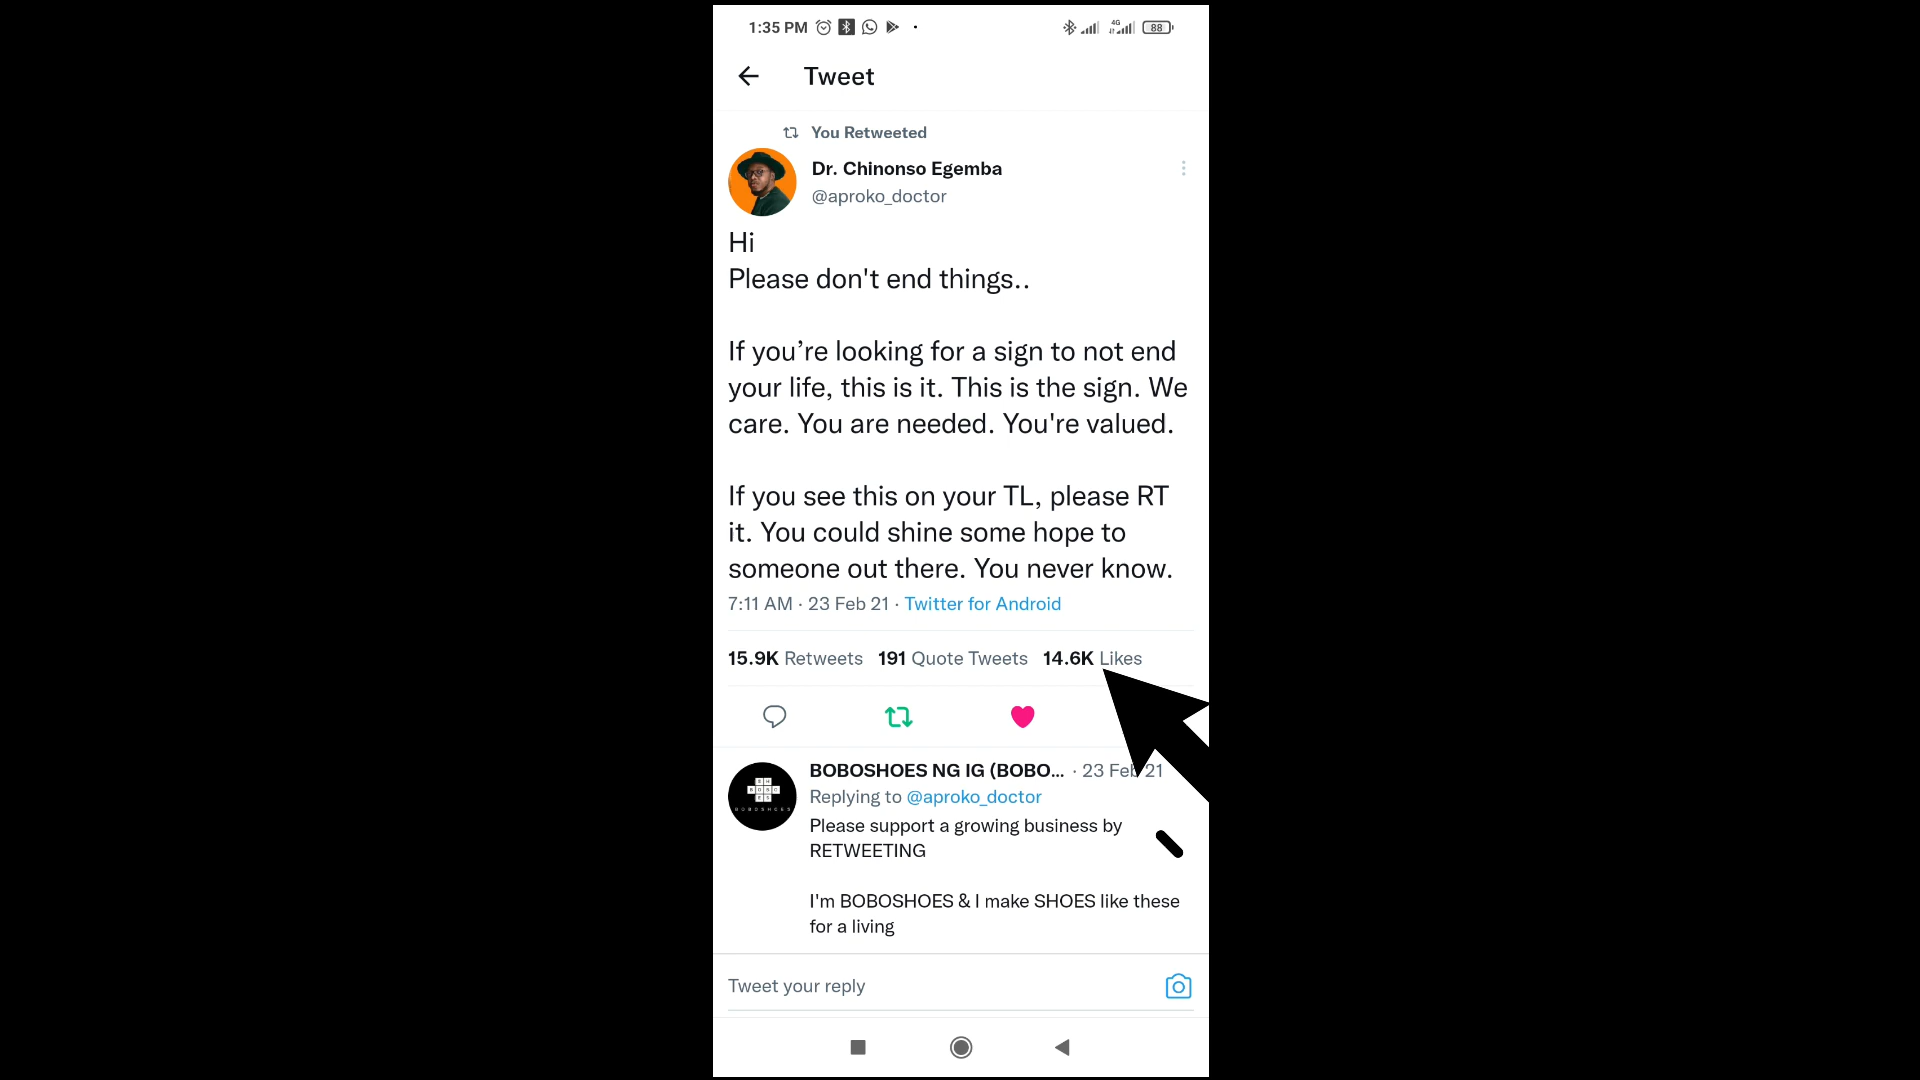 1:35 PM
4G
88
Tweet
You Retweeted
Dr. Chinonso Egemba
@aproko_doctor
Hi
Please don't end things..
If you’re looking for a sign to not end
your life, this is it. This is the sign. We
care. You are needed. You're valued.
If you see this on your TL, please RT
it. You could shine some hope to
someone out there. You never know.
7:11 AM · 23 Feb 21 · Twitter for Android
15.9K Retweets 191 Quote Tweets 14.6K Likes
BOBOSHOES NG IG (BOBO... · 23 Feb 21
Replying to @aproko_doctor
Please support a growing business by
RETWEETING
BOBOSHOES
I'm BOBOSHOES & I make SHOES like these
for a living
Tweet your reply